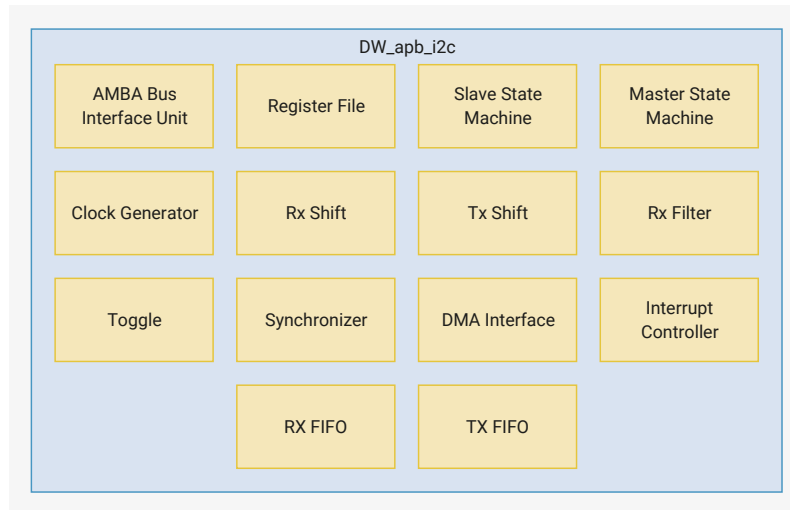 DW_apb_i2c
AMBA Bus
Interface Unit
Register File
Slave State
Machine
Master State
Machine
Clock Generator
Rx Shift
Tx Shift
Rx Filter
Toggle
Synchronizer
DMA Interface
Interrupt
Controller
RX FIFO
TX FIFO